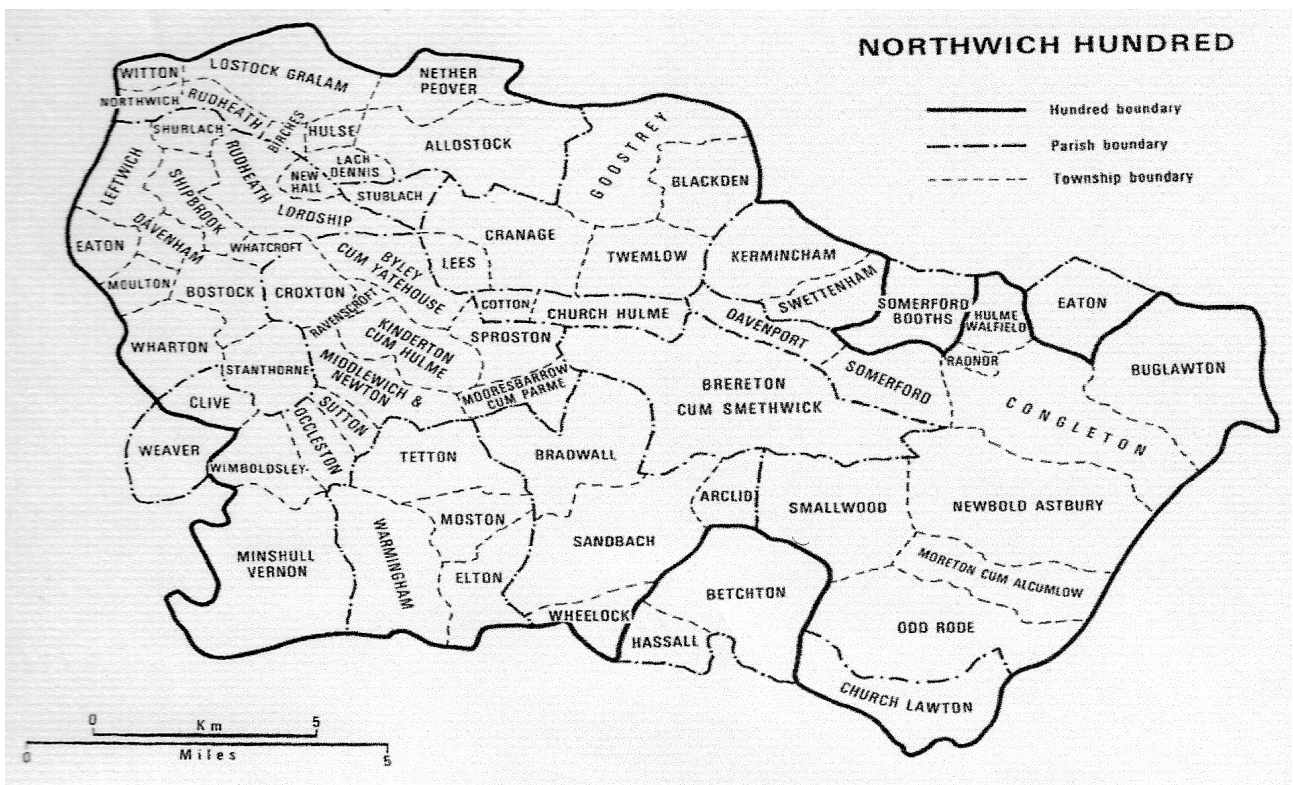 NORTHWICH HUNDRED
Hundred boundary
Parish boundary
Township boundary
WITTON
LOSTOCK GRALAM
NETHER
PEOVER
NORTHWICH
RUDHEATH
BIRCHES
SHURLACH
HULSE
ALLOSTOCK
GOOSTREY
LEFTWICH
SHIPBROOK
RUDHEATH
LORDSHIP
NEW
HALL
LACH
DENNIS
STUBLACH
BLACKDEN
EATON
DAVENHAM
WHATCROFT
BYLEY
CUM YATEHOUSE
LEES
CRANAGE
TWEMLOW
KERMINCHAM
SWETTENHAM
MOULTON
BOSTOCK
CROXTON
RAVENSCROFT
COTTON
CHURCH HULME
DAVENPORT
SOMERFORD
BOOTHS
HULME
WALFIELD
EATON
WHARTON
STANTHORNE
KINDERTON
CUM HULME
SPROSTON
MIDDLEWICH &
NEWTON
MOORESBARROW
CUM PARME
BRERETON
CUM SMETHWICK
SOMERFORD
RADNOR
BUGLAWTON
CONGLETON
CLIVE
WEAVER
WIMBOLDSLEY
OCCLESTON
SUTTON
TETTON
BRADWALL
ARCLID
SMALLWOOD
NEWBOLD ASTBURY
MINSHULL
VERNON
WARMINGHAM
MOSTON
ELTON
SANDBACH
WHEELOCK
HASSALL
BETCHTON
MORETON CUM ALCUMLOW
ODD RODE
CHURCH LAWTON
0 Km 5
0 Miles 5